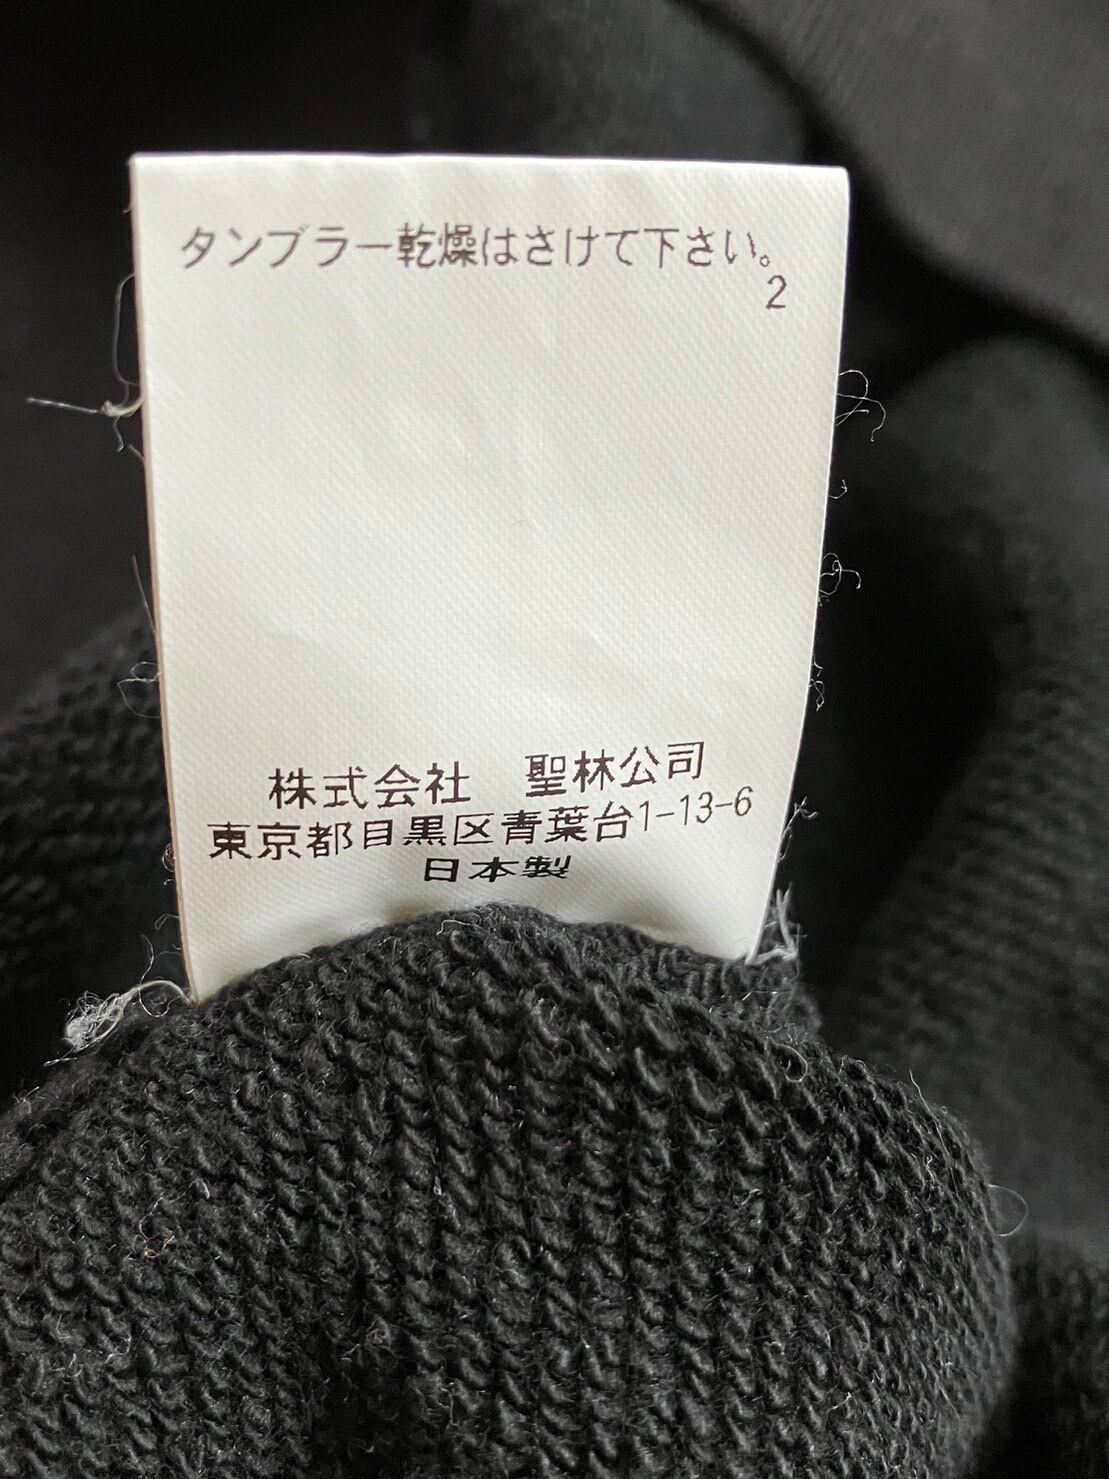 タンブラー乾燥はさけて下さい。
2
株式会社　聖林公司
東京都目黒区青葉台1-13-6
日本製